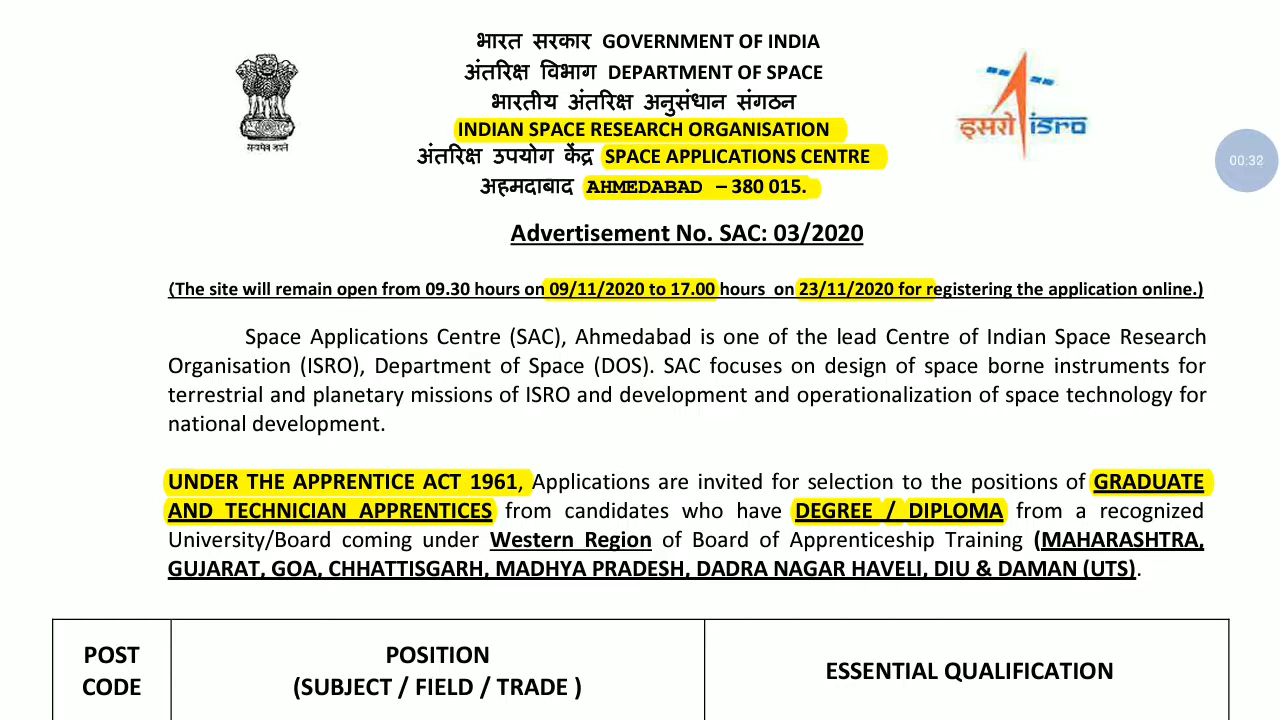 भारत सरकार GOVERNMENT OF INDIA
अंतरिक्ष विभाग DEPARTMENT OF SPACE
भारतीय अंतरिक्ष अनुसंधान संगठन
INDIAN SPACE RESEARCH ORGANISATION
अंतरिक्ष उपयोग केंद्र SPACE APPLICATIONS CENTRE
अहमदाबाद AHMEDABAD – 380 015.
सत्यमेव जयते
इसरो isro
00:32
Advertisement No. SAC: 03/2020
(The site will remain open from 09.30 hours on 09/11/2020 to 17.00 hours on 23/11/2020 for registering the application online.)
Space Applications Centre (SAC), Ahmedabad is one of the lead Centre of Indian Space Research
Organisation (ISRO), Department of Space (DOS). SAC focuses on design of space borne instruments for
terrestrial and planetary missions of ISRO and development and operationalization of space technology for
national development.
UNDER THE APPRENTICE ACT 1961, Applications are invited for selection to the positions of GRADUATE
AND TECHNICIAN APPRENTICES from candidates who have DEGREE / DIPLOMA from a recognized
University/Board coming under Western Region of Board of Apprenticeship Training (MAHARASHTRA,
GUJARAT, GOA, CHHATTISGARH, MADHYA PRADESH, DADRA NAGAR HAVELI, DIU & DAMAN (UTS).
POST
CODE
POSITION
(SUBJECT / FIELD / TRADE )
ESSENTIAL QUALIFICATION